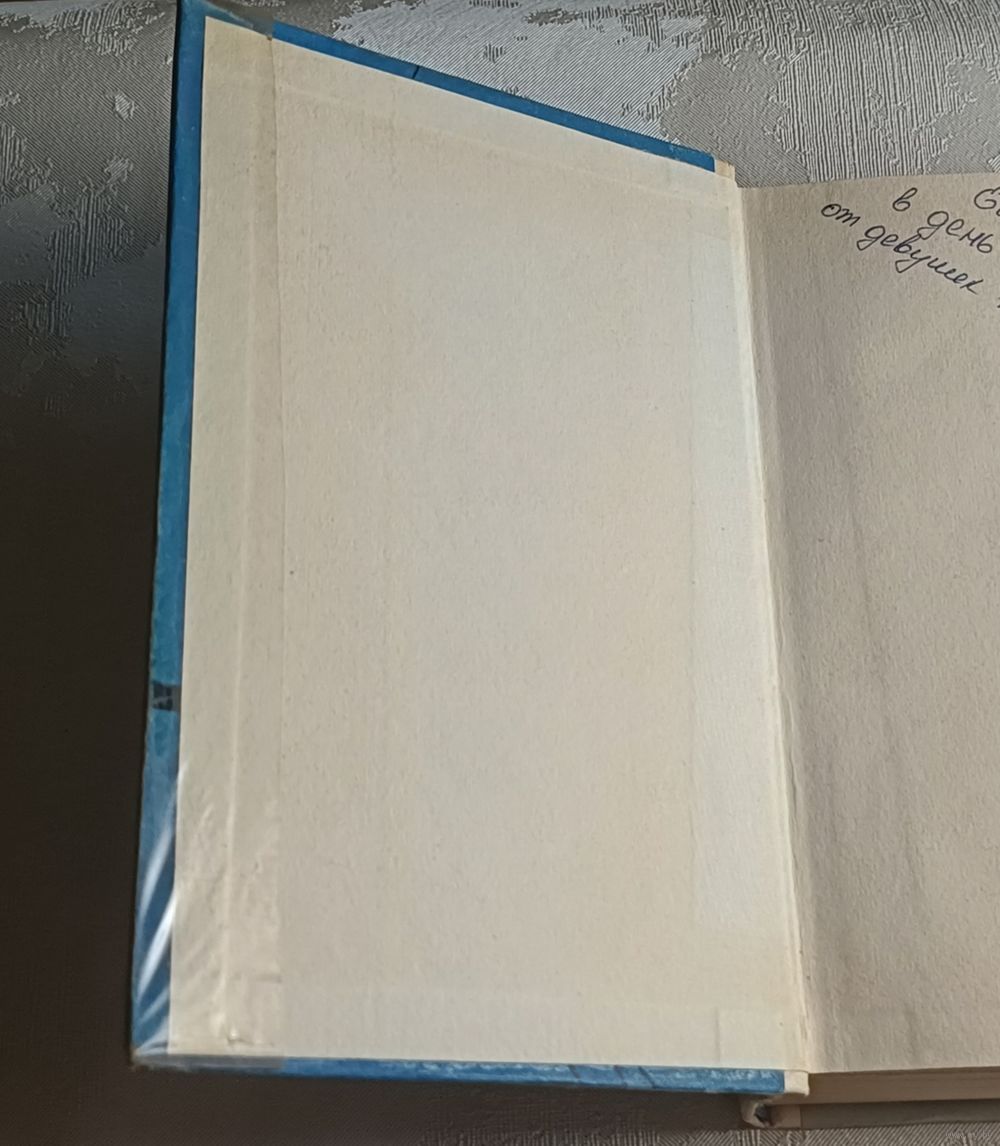 в день
от девушек